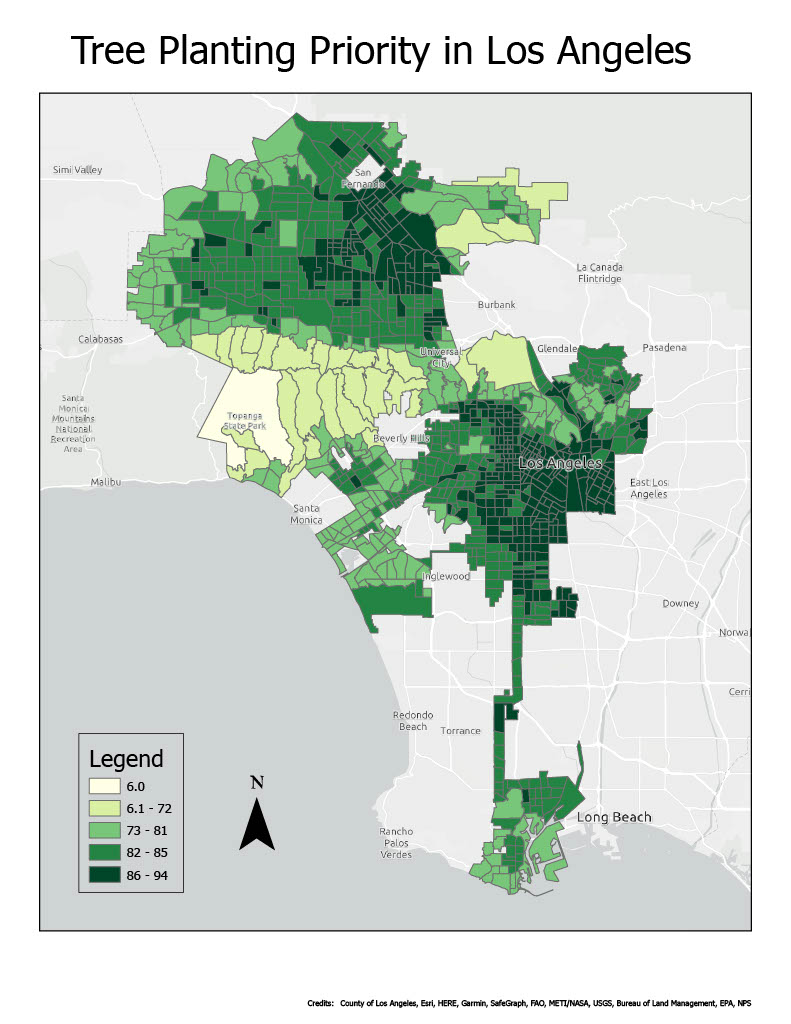 Tree Planting Priority in Los Angeles
Simi Valley
San
Fernando
La Canada
Flintridge
Burbank
Calabasas
Universal
City
Glendale
Pasadena
Santa
Monica
Mountains
National
Recreation
Area
Topanga
State Park
Beverly Hills
Los Angeles
Malibu
East Los
Angeles
Santa
Monica
Inglewood
Downey
Norwa
Cerri
Redondo
Beach
Torrance
Legend
6.0
6.1 - 72
73 - 81
82 - 85
86 - 94
N
Long Beach
Rancho
Palos
Verdes
Credits: County of Los Angeles, Esri, HERE, Garmin, SafeGraph, FAO, METI/NASA, USGS, Bureau of Land Management, EPA, NPS